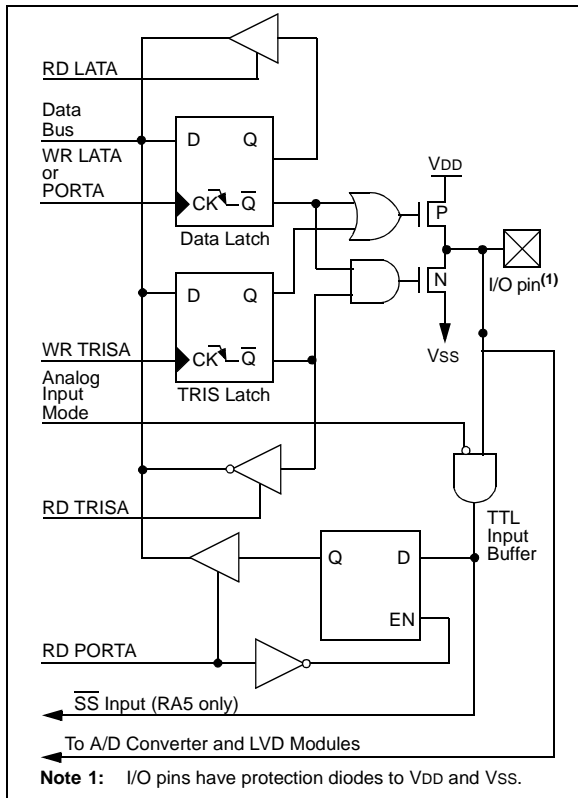 RD LATA
Data
Bus
WR LATA
or
PORTA
D Q
CK Q̅
Data Latch
VDD
P
N
I/O pin(1)
VSS
D Q
CK Q̅
TRIS Latch
WR TRISA
Analog
Input
Mode
RD TRISA
TTL
Input
Buffer
Q D
EN
RD PORTA
S̅S̅ Input (RA5 only)
To A/D Converter and LVD Modules
Note 1: I/O pins have protection diodes to VDD and VSS.